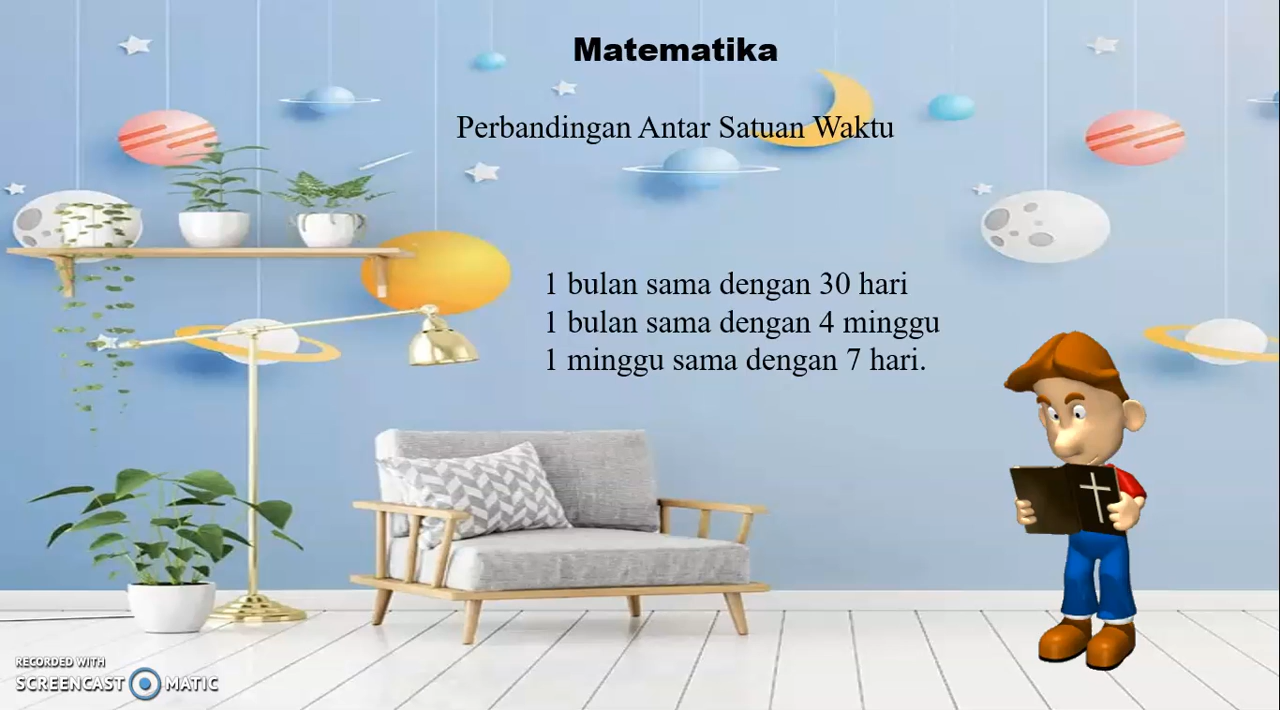 Matematika
Perbandingan Antar Satuan Waktu
1 bulan sama dengan 30 hari
1 bulan sama dengan 4 minggu
1 minggu sama dengan 7 hari.
RECORDED WITH
SCREENCAST MATIC